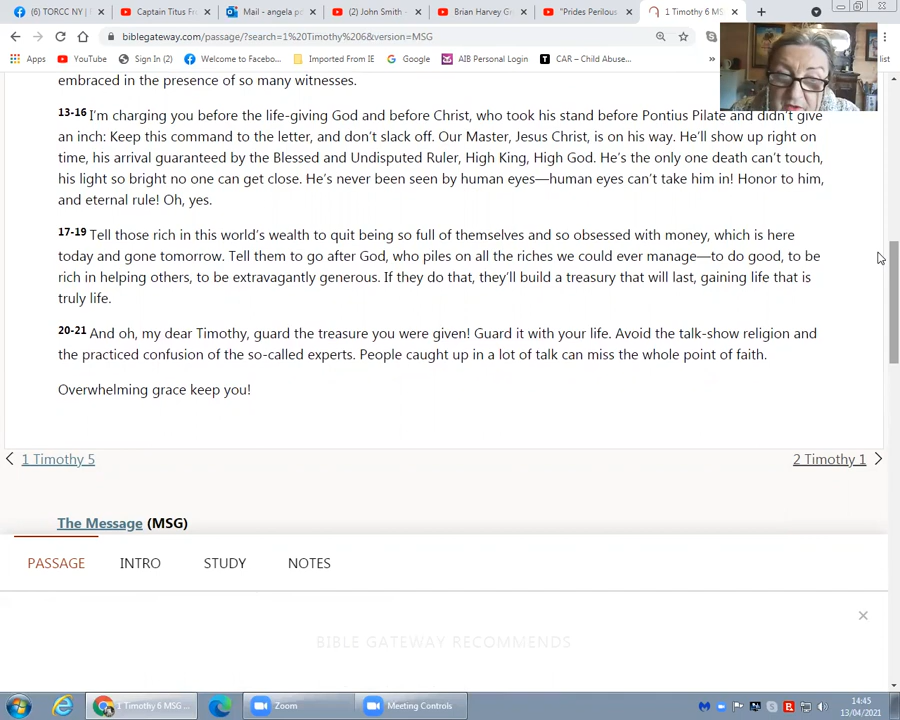 (6) TORCC NY |
Captain Titus Fr
Mail - angela po
(2) John Smith -
Brian Harvey Gr
"Prides Perilous
1 Timothy 6 MS
biblegateway.com/passage/?search=1%20Timothy%206&version=MSG
Apps
YouTube
Sign In (2)
Welcome to Facebo...
Imported From IE
Google
AIB Personal Login
CAR – Child Abuse...
»
list
embraced in the presence of so many witnesses.
13-16 I'm charging you before the life-giving God and before Christ, who took his stand before Pontius Pilate and didn't give
an inch: Keep this command to the letter, and don't slack off. Our Master, Jesus Christ, is on his way. He'll show up right on
time, his arrival guaranteed by the Blessed and Undisputed Ruler, High King, High God. He's the only one death can't touch,
his light so bright no one can get close. He's never been seen by human eyes—human eyes can't take him in! Honor to him,
and eternal rule! Oh, yes.
17-19 Tell those rich in this world's wealth to quit being so full of themselves and so obsessed with money, which is here
today and gone tomorrow. Tell them to go after God, who piles on all the riches we could ever manage—to do good, to be
rich in helping others, to be extravagantly generous. If they do that, they'll build a treasury that will last, gaining life that is
truly life.
20-21 And oh, my dear Timothy, guard the treasure you were given! Guard it with your life. Avoid the talk-show religion and
the practiced confusion of the so-called experts. People caught up in a lot of talk can miss the whole point of faith.
Overwhelming grace keep you!
1 Timothy 5
2 Timothy 1
The Message (MSG)
PASSAGE
INTRO
STUDY
NOTES
BIBLE GATEWAY RECOMMENDS
1 Timothy 6 MSG ...
Zoom
Meeting Controls
14:45
13/04/2021